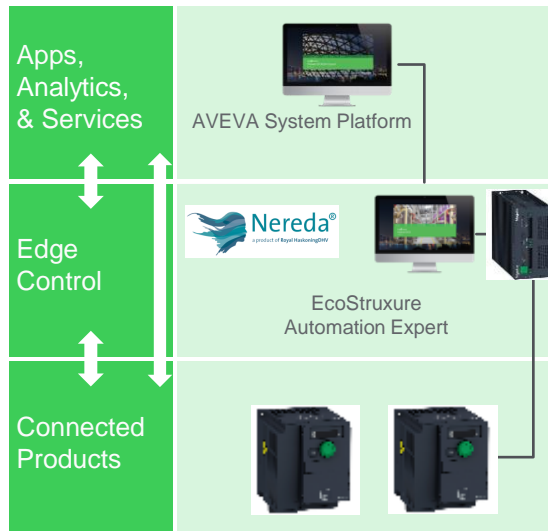 Apps,
Analytics,
& Services
AVEVA System Platform
Nereda®
a product of Royal HaskoningDHV
Edge
Control
EcoStruxure
Automation Expert
Connected
Products